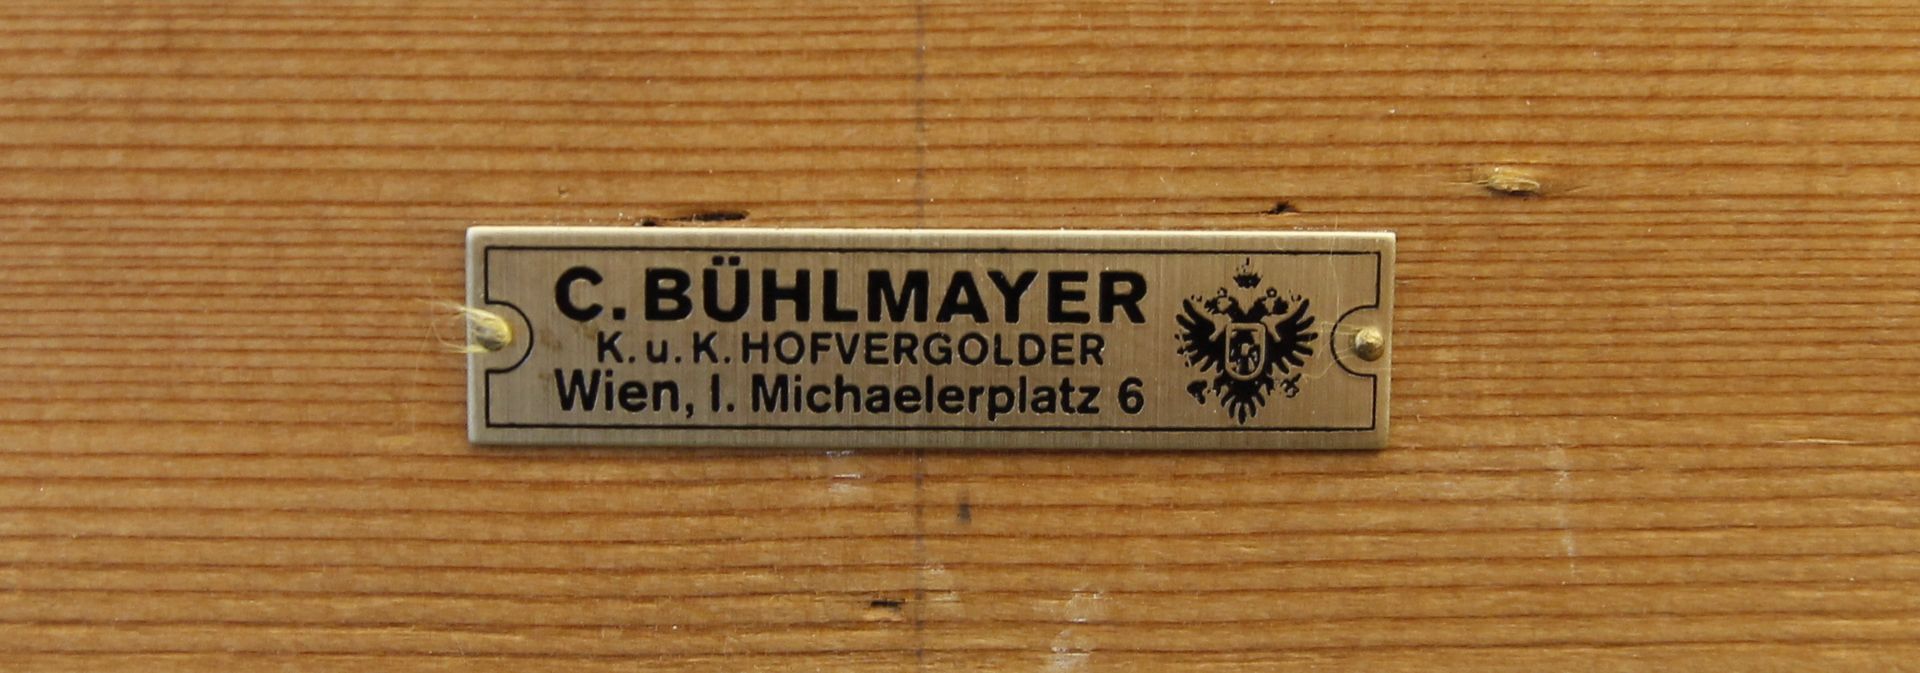 C. BÜHLMAYER
K. u. K. HOFVERGOLDER
Wien, I. Michaelerplatz 6